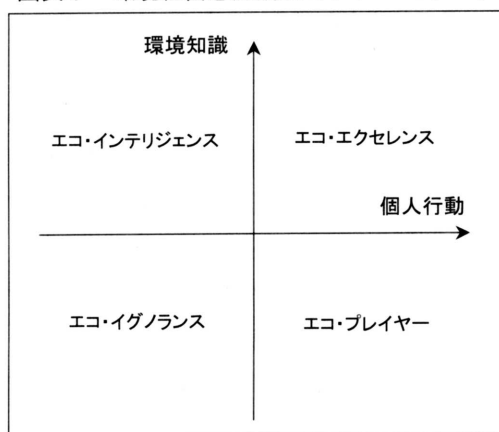 環境知識
エコ・インテリジェンス
エコ・エクセレンス
個人行動
エコ・イグノランス
エコ・プレイヤー